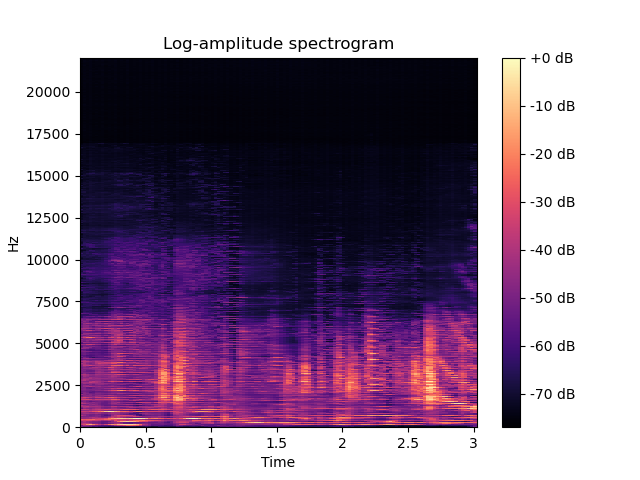 Log-amplitude spectrogram
Hz
20000
17500
15000
12500
10000
7500
5000
2500
0
0 0.5 1 1.5 2 2.5 3
Time
+0 dB
-10 dB
-20 dB
-30 dB
-40 dB
-50 dB
-60 dB
-70 dB